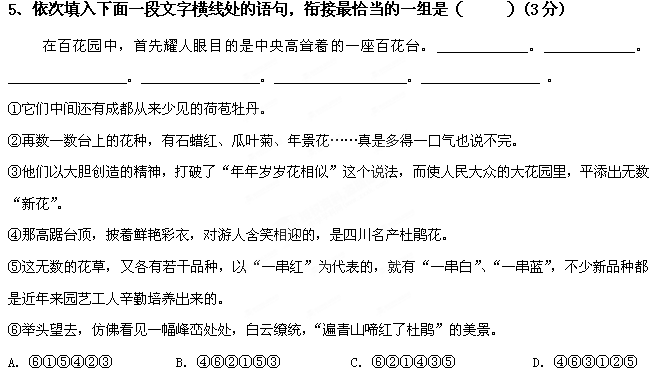 5、依次填入下面一段文字横线处的语句，衔接最恰当的一组是（　　）(3分)
在百花园中，首先耀人眼目的是中央高耸着的一座百花台。____________。____________。
________________。________________。__________________。________________ 。
①它们中间还有成都从来少见的荷苞牡丹。
②再数一数台上的花种，有石蜡红、瓜叶菊、年景花……真是多得一口气也说不完。
③他们以大胆创造的精神，打破了“年年岁岁花相似”这个说法，而使人民大众的大花园里，平添出无数
“新花”。
④那高踞台顶，披着鲜艳彩衣，对游人含笑相迎的，是四川名产杜鹃花。
⑤这无数的花草，又各有若干品种，以“一串红”为代表的，就有“一串白”、“一串蓝”，不少新品种都
是近年来园艺工人辛勤培养出来的。
⑥举头望去，仿佛看见一幅峰峦处处，白云缭统，“遍青山啼红了杜鹃”的美景。
A. ⑥①⑤④②③ B. ④⑥②①⑤③ C. ⑥②①④③⑤ D. ④⑥③①②⑤